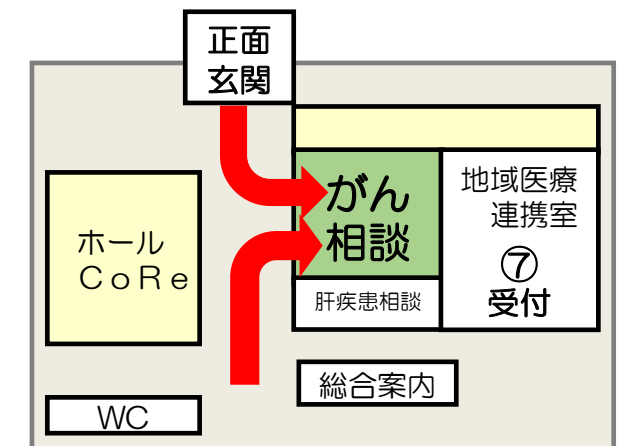 正面
玄関
がん
相談
地域医療
連携室
⑦
受付
ホール
ＣｏＲｅ
肝疾患相談
総合案内
WC